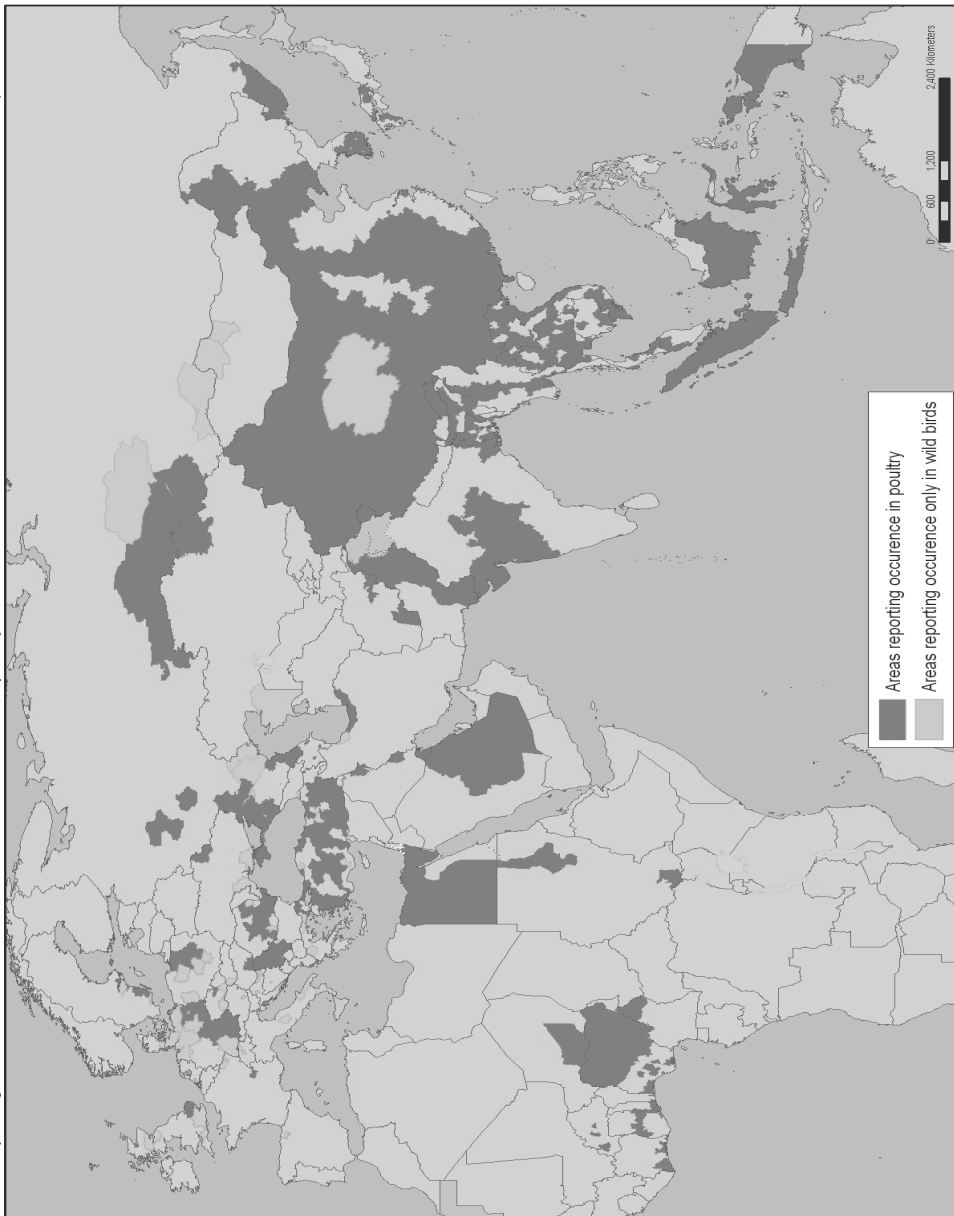 Areas reporting occurence in poultry
Areas reporting occurence only in wild birds
0 600 1,200 2,400 Kilometers